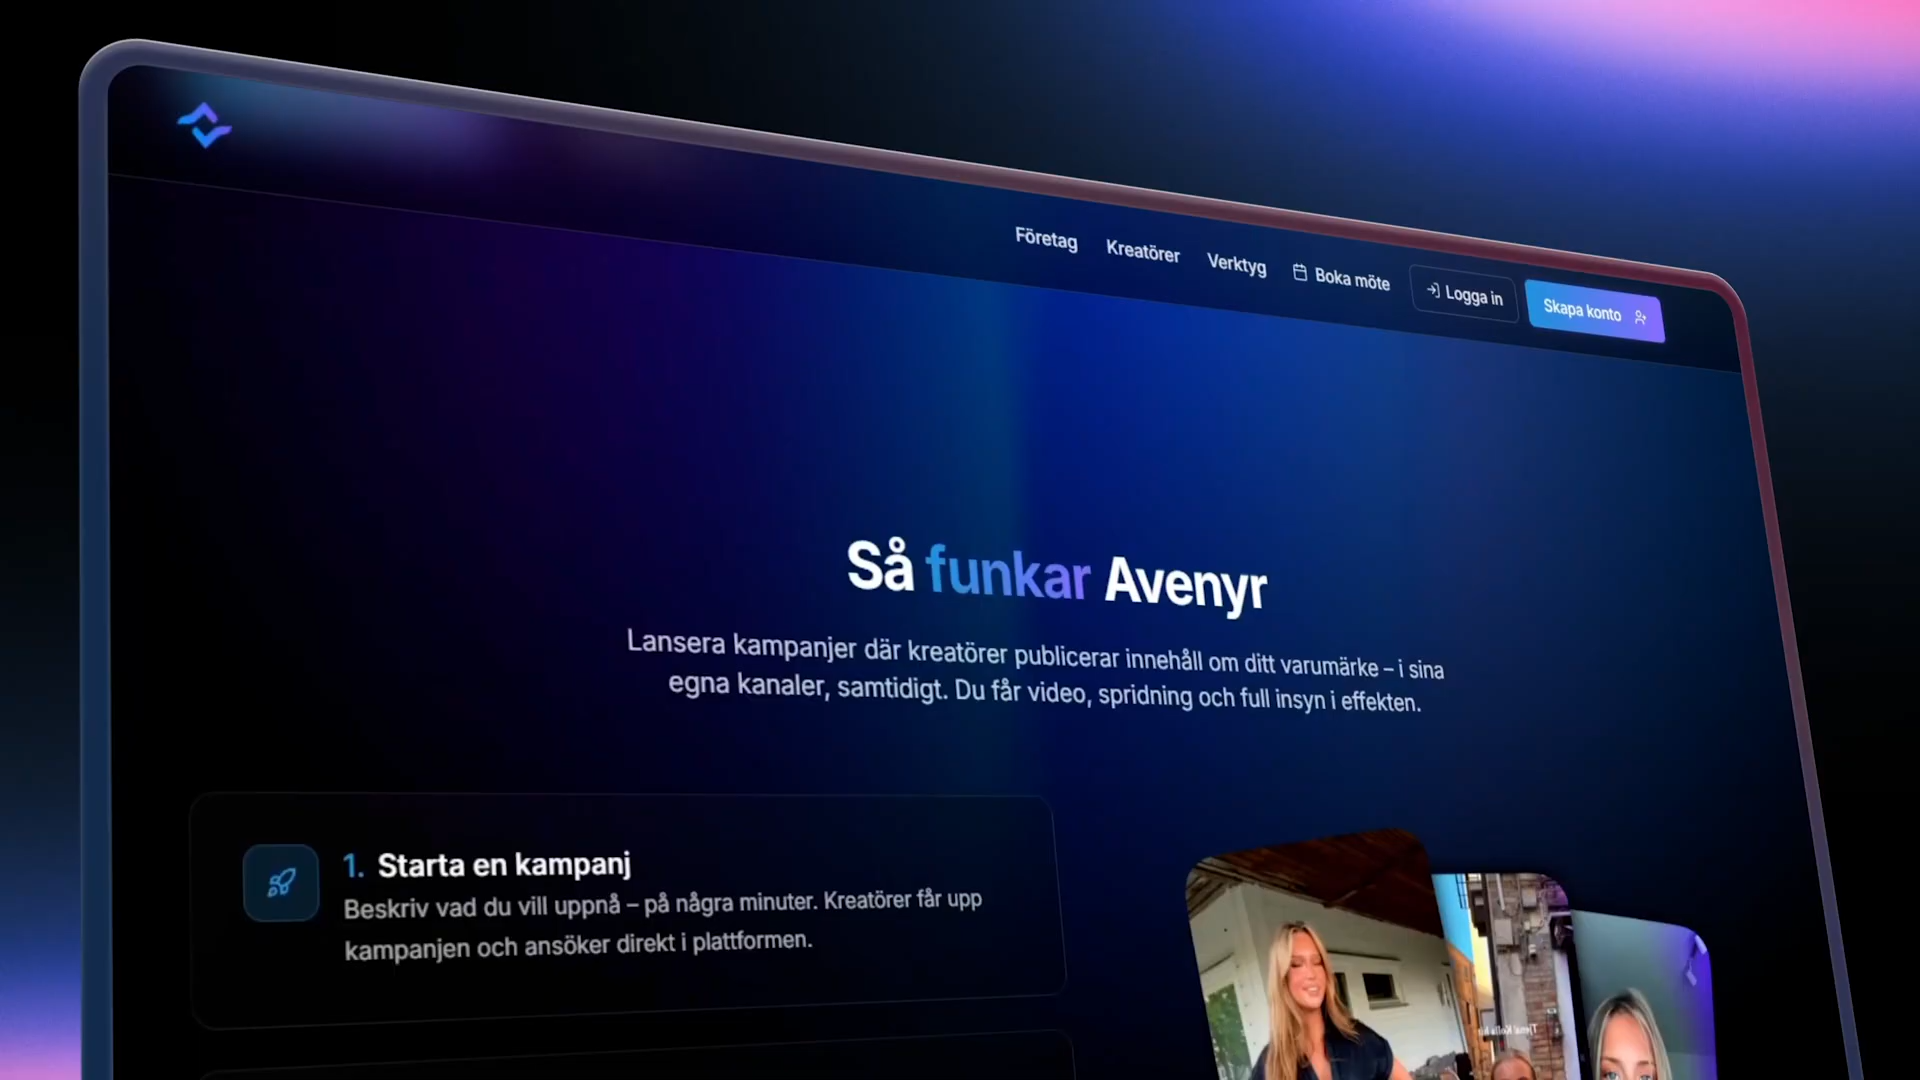 Företag
Kreatörer
Verktyg
Boka möte
Logga in
Skapa konto
Så funkar Avenyr
Lansera kampanjer där kreatörer publicerar innehåll om ditt varumärke – i sina
egna kanaler, samtidigt. Du får video, spridning och full insyn i effekten.
1. Starta en kampanj
Beskriv vad du vill uppnå – på några minuter. Kreatörer får upp
kampanjen och ansöker direkt i plattformen.